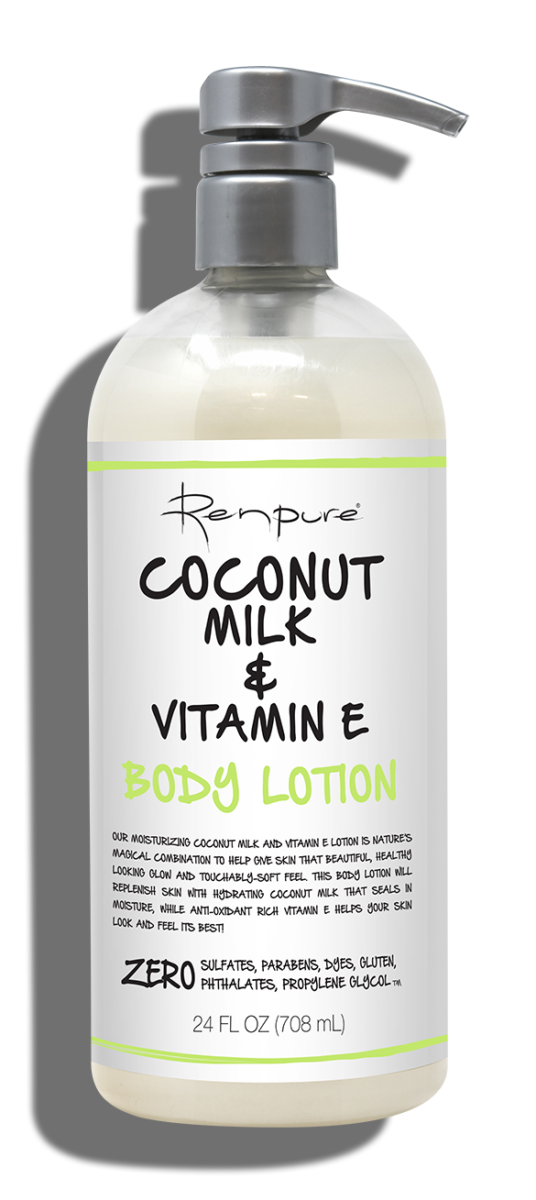 Renpure®
COCONUT
MILK
&
VITAMIN E
BODY LOTION
OUR MOISTURIZING COCONUT MILK AND VITAMIN E LOTION IS NATURE'S
MAGICAL COMBINATION TO HELP GIVE SKIN THAT BEAUTIFUL, HEALTHY
LOOKING GLOW AND TOUCHABLY-SOFT FEEL. THIS BODY LOTION WILL
REPLENISH SKIN WITH HYDRATING COCONUT MILK THAT SEALS IN
MOISTURE, WHILE ANTI-OXIDANT RICH VITAMIN E HELPS YOUR SKIN
LOOK AND FEEL ITS BEST!
ZERO SULFATES, PARABENS, DYES, GLUTEN,
PHTHALATES, PROPYLENE GLYCOL™
24 FL OZ (708 mL)